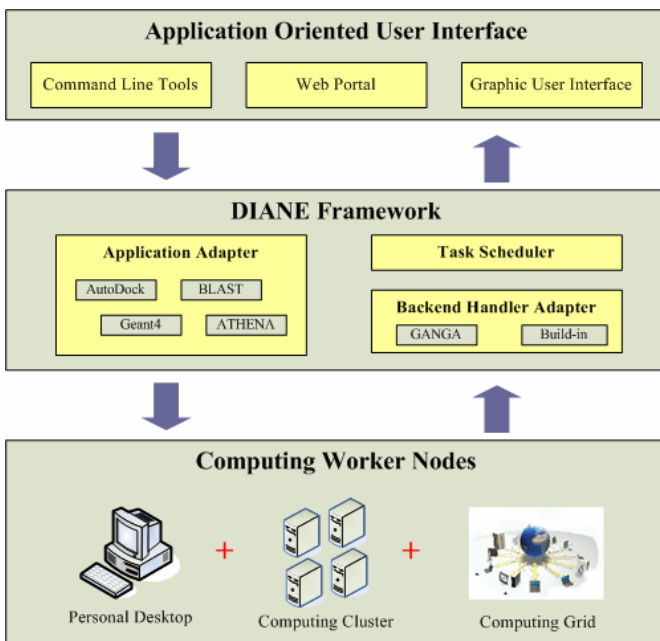 Application Oriented User Interface
Command Line Tools
Web Portal
Graphic User Interface
DIANE Framework
Application Adapter
AutoDock
BLAST
Geant4
ATHENA
Task Scheduler
Backend Handler Adapter
GANGA
Build-in
Computing Worker Nodes
+
+
Personal Desktop
Computing Cluster
Computing Grid